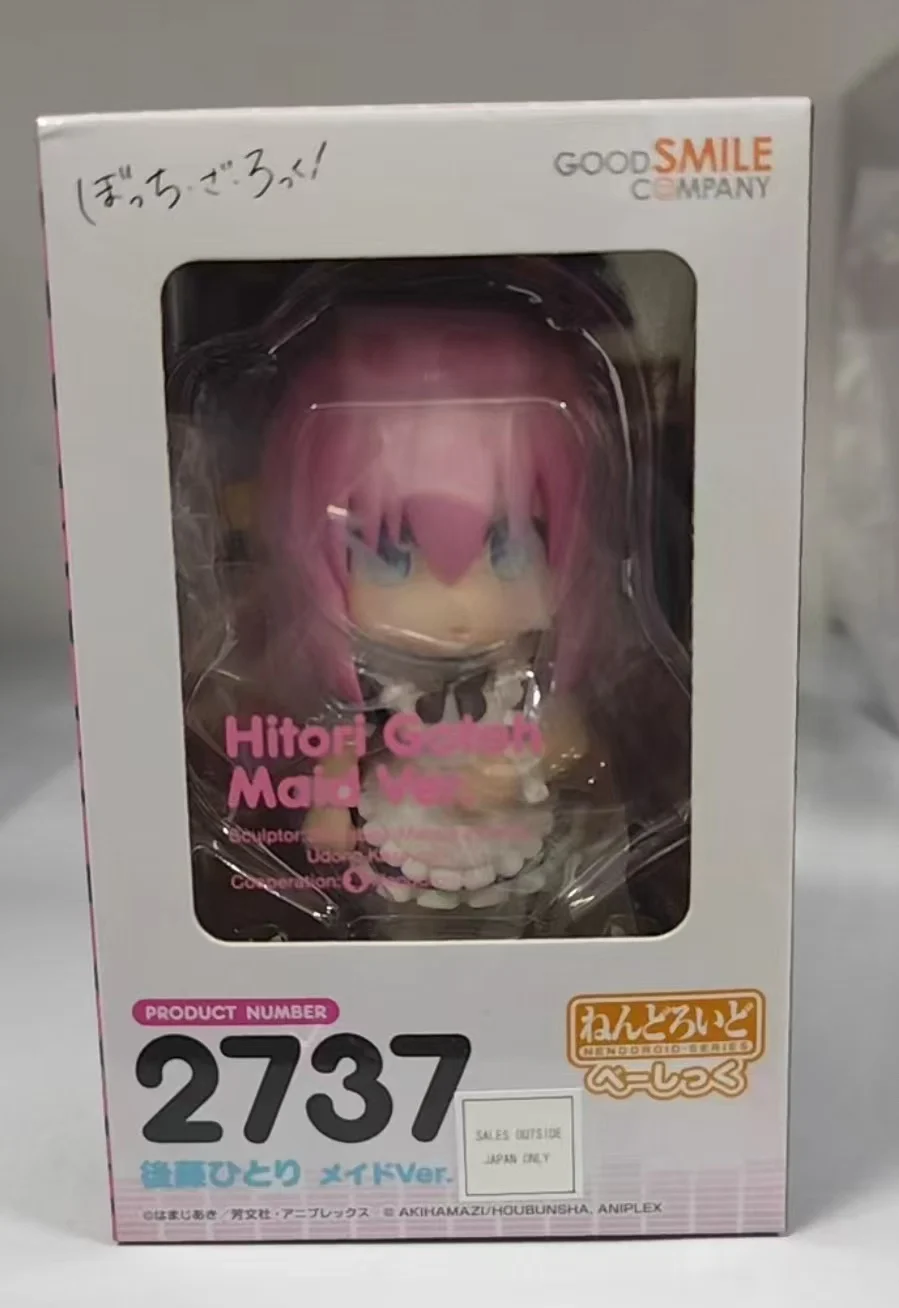 ぼっち・ざ・ろっく!
GOOD SMILE
COMPANY
Hitori Gotoh
Maid Ver.
Sculptor:
Udong
Cooperation:
PRODUCT NUMBER
2737
後藤ひとり メイドVer.
ねんどろいど
NENDOROID-SERIES
べーしっく
SALES OUTSIDE
JAPAN ONLY
©はまじあき/芳文社・アニプレックス © AKIHAMAZI/HOUBUNSHA, ANIPLEX